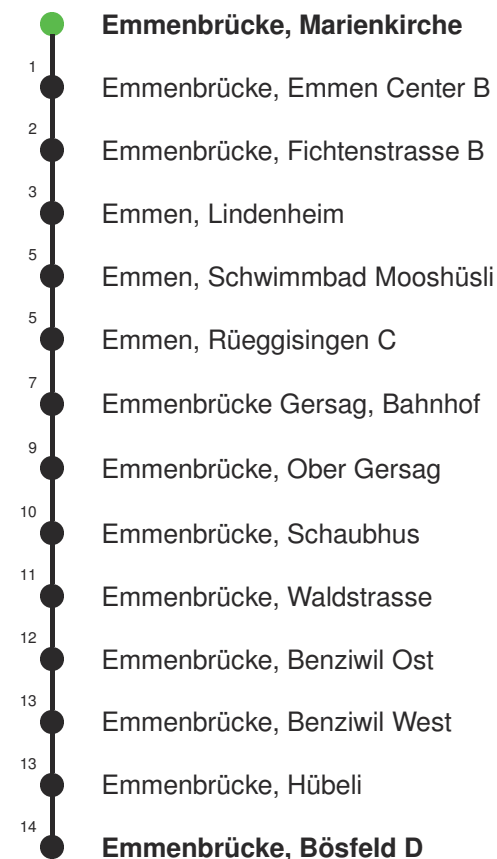 Emmenbrücke, Marienkirche
1 Emmenbrücke, Emmen Center B
2 Emmenbrücke, Fichtenstrasse B
3 Emmen, Lindenheim
5 Emmen, Schwimmbad Mooshüsli
5 Emmen, Rüeggisingen C
7 Emmenbrücke Gersag, Bahnhof
9 Emmenbrücke, Ober Gersag
10 Emmenbrücke, Schaubhus
11 Emmenbrücke, Waldstrasse
12 Emmenbrücke, Benziwil Ost
13 Emmenbrücke, Benziwil West
13 Emmenbrücke, Hübeli
14 Emmenbrücke, Bösfeld D